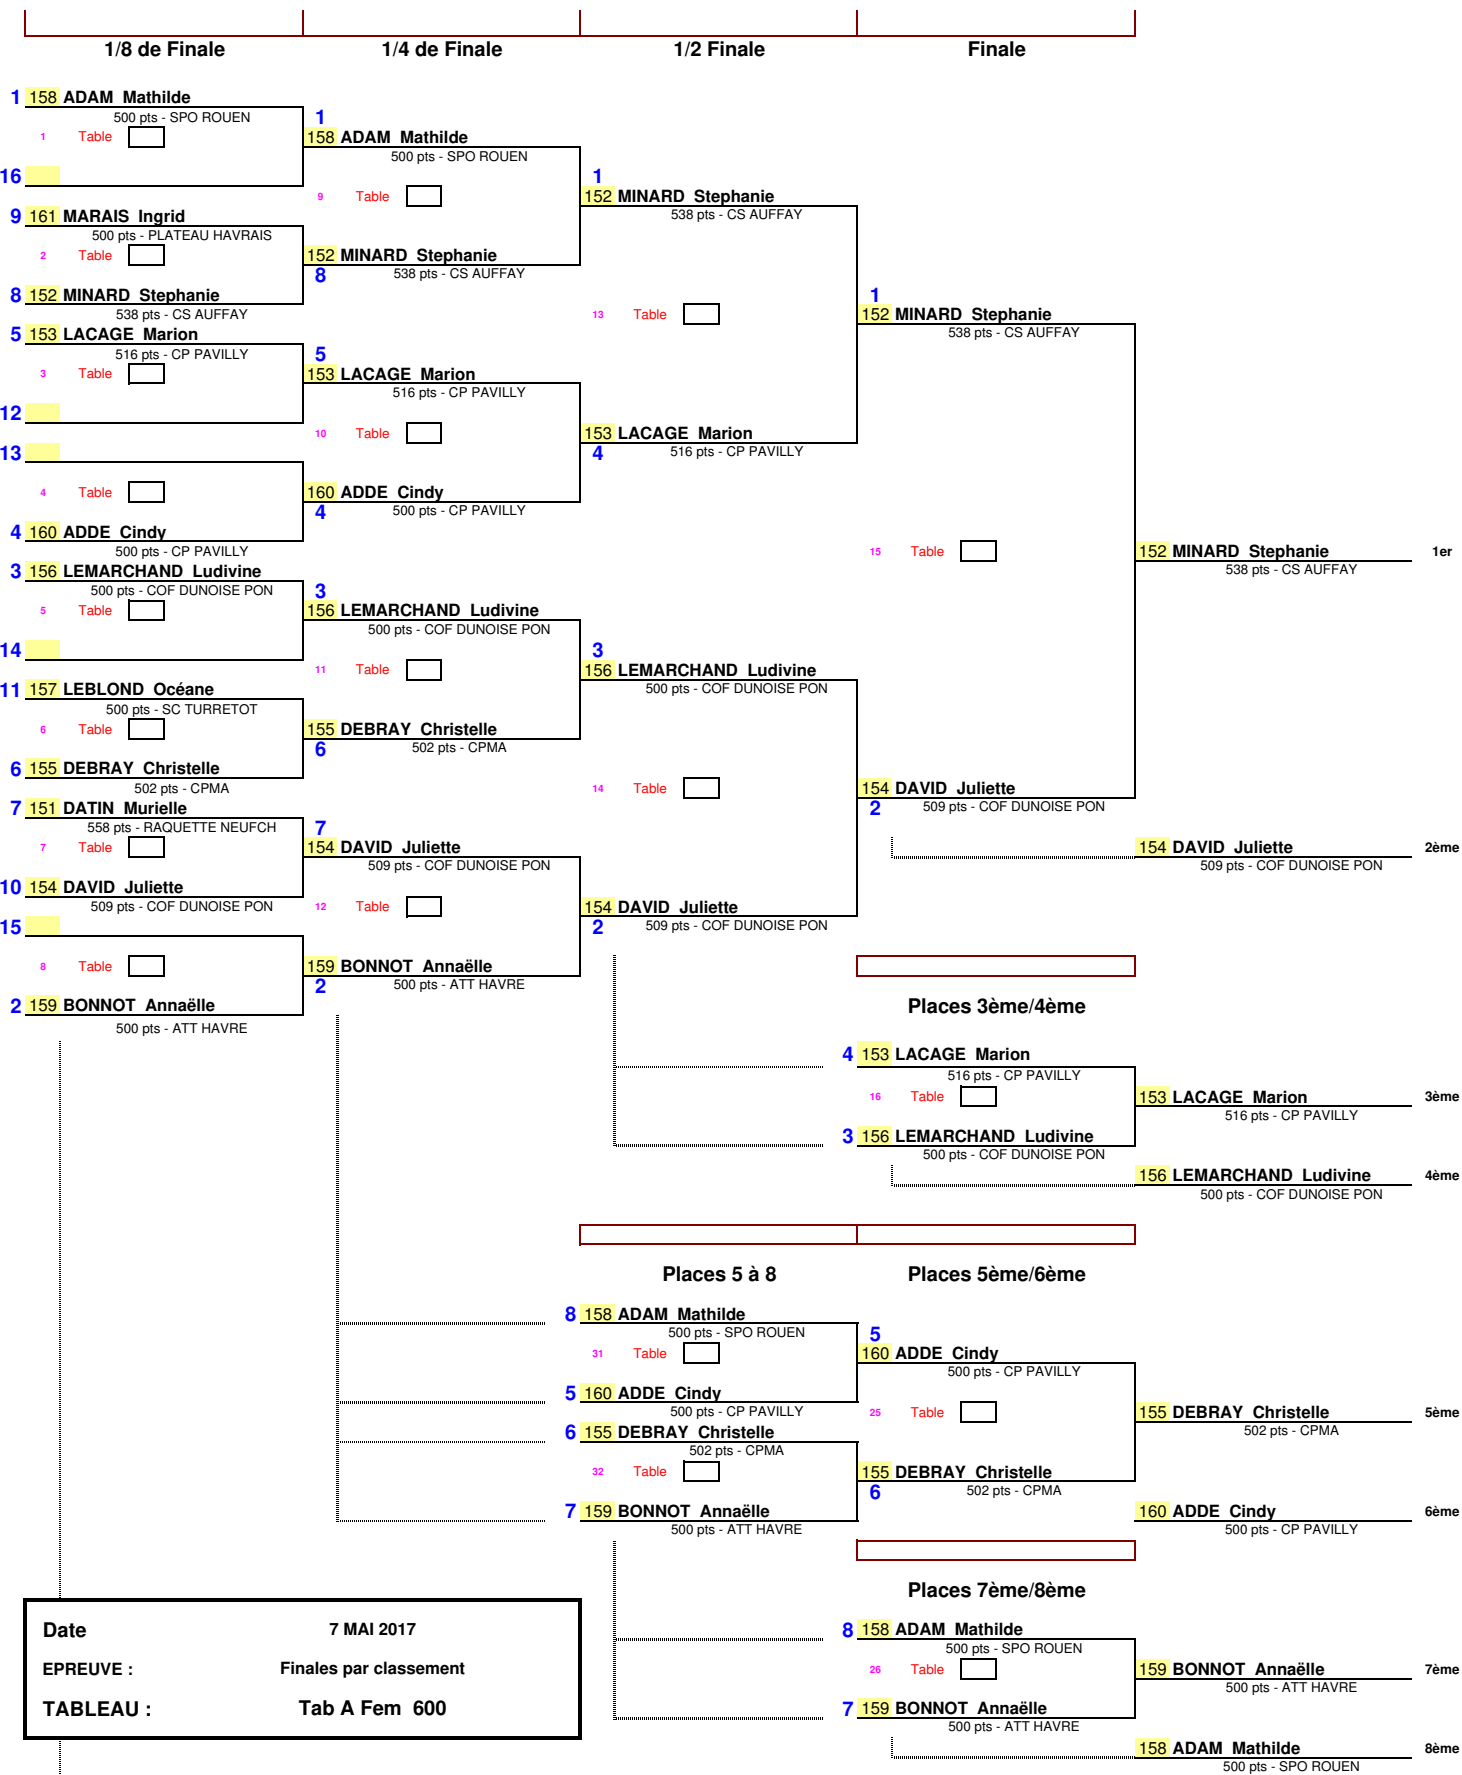 1/8 de Finale 1/4 de Finale 1/2 Finale Finale
1 158 ADAM Mathilde
500 pts - SPO ROUEN
1 Table
16
9 161 MARAIS Ingrid
500 pts - PLATEAU HAVRAIS
2 Table
8 152 MINARD Stephanie
538 pts - CS AUFFAY
5 153 LACAGE Marion
516 pts - CP PAVILLY
3 Table
12
13
4 Table
4 160 ADDE Cindy
500 pts - CP PAVILLY
3 156 LEMARCHAND Ludivine
500 pts - COF DUNOISE PON
5 Table
14
11 157 LEBLOND Océane
500 pts - SC TURRETOT
6 Table
6 155 DEBRAY Christelle
502 pts - CPMA
7 151 DATIN Murielle
558 pts - RAQUETTE NEUFCH
7 Table
10 154 DAVID Juliette
509 pts - COF DUNOISE PON
15
8 Table
2 159 BONNOT Annaëlle
500 pts - ATT HAVRE
1
158 ADAM Mathilde
500 pts - SPO ROUEN
9 Table
152 MINARD Stephanie
8 538 pts - CS AUFFAY
5
153 LACAGE Marion
516 pts - CP PAVILLY
10 Table
160 ADDE Cindy
4 500 pts - CP PAVILLY
3
156 LEMARCHAND Ludivine
500 pts - COF DUNOISE PON
11 Table
155 DEBRAY Christelle
6 502 pts - CPMA
7
154 DAVID Juliette
509 pts - COF DUNOISE PON
12 Table
159 BONNOT Annaëlle
2 500 pts - ATT HAVRE
1
152 MINARD Stephanie
538 pts - CS AUFFAY
13 Table
153 LACAGE Marion
4 516 pts - CP PAVILLY
3
156 LEMARCHAND Ludivine
500 pts - COF DUNOISE PON
14 Table
154 DAVID Juliette
2 509 pts - COF DUNOISE PON
1
152 MINARD Stephanie
538 pts - CS AUFFAY
15 Table
154 DAVID Juliette
2 509 pts - COF DUNOISE PON
152 MINARD Stephanie 1er
538 pts - CS AUFFAY
154 DAVID Juliette 2ème
509 pts - COF DUNOISE PON
Places 3ème/4ème
4 153 LACAGE Marion
516 pts - CP PAVILLY
16 Table
3 156 LEMARCHAND Ludivine
500 pts - COF DUNOISE PON
153 LACAGE Marion 3ème
516 pts - CP PAVILLY
156 LEMARCHAND Ludivine 4ème
500 pts - COF DUNOISE PON
Places 5 à 8 Places 5ème/6ème
8 158 ADAM Mathilde
500 pts - SPO ROUEN
31 Table
5 160 ADDE Cindy
500 pts - CP PAVILLY
6 155 DEBRAY Christelle
502 pts - CPMA
32 Table
7 159 BONNOT Annaëlle
500 pts - ATT HAVRE
5
160 ADDE Cindy
500 pts - CP PAVILLY
25 Table
155 DEBRAY Christelle
6 502 pts - CPMA
155 DEBRAY Christelle 5ème
502 pts - CPMA
160 ADDE Cindy 6ème
500 pts - CP PAVILLY
Places 7ème/8ème
8 158 ADAM Mathilde
500 pts - SPO ROUEN
26 Table
7 159 BONNOT Annaëlle
500 pts - ATT HAVRE
159 BONNOT Annaëlle 7ème
500 pts - ATT HAVRE
158 ADAM Mathilde 8ème
500 pts - SPO ROUEN
Date 7 MAI 2017
EPREUVE : Finales par classement
TABLEAU : Tab A Fem 600